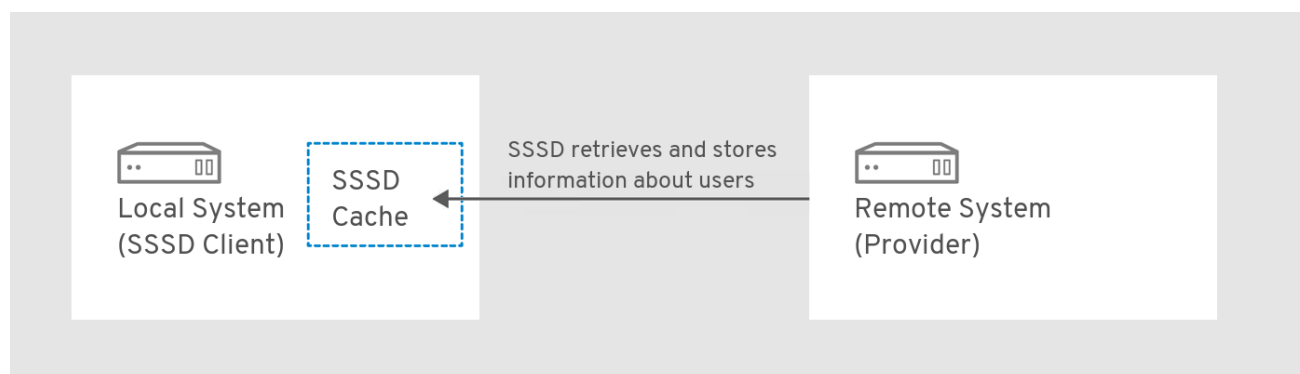 SSSD retrieves and stores
information about users
SSSD
Cache
Local System
(SSSD Client)
Remote System
(Provider)